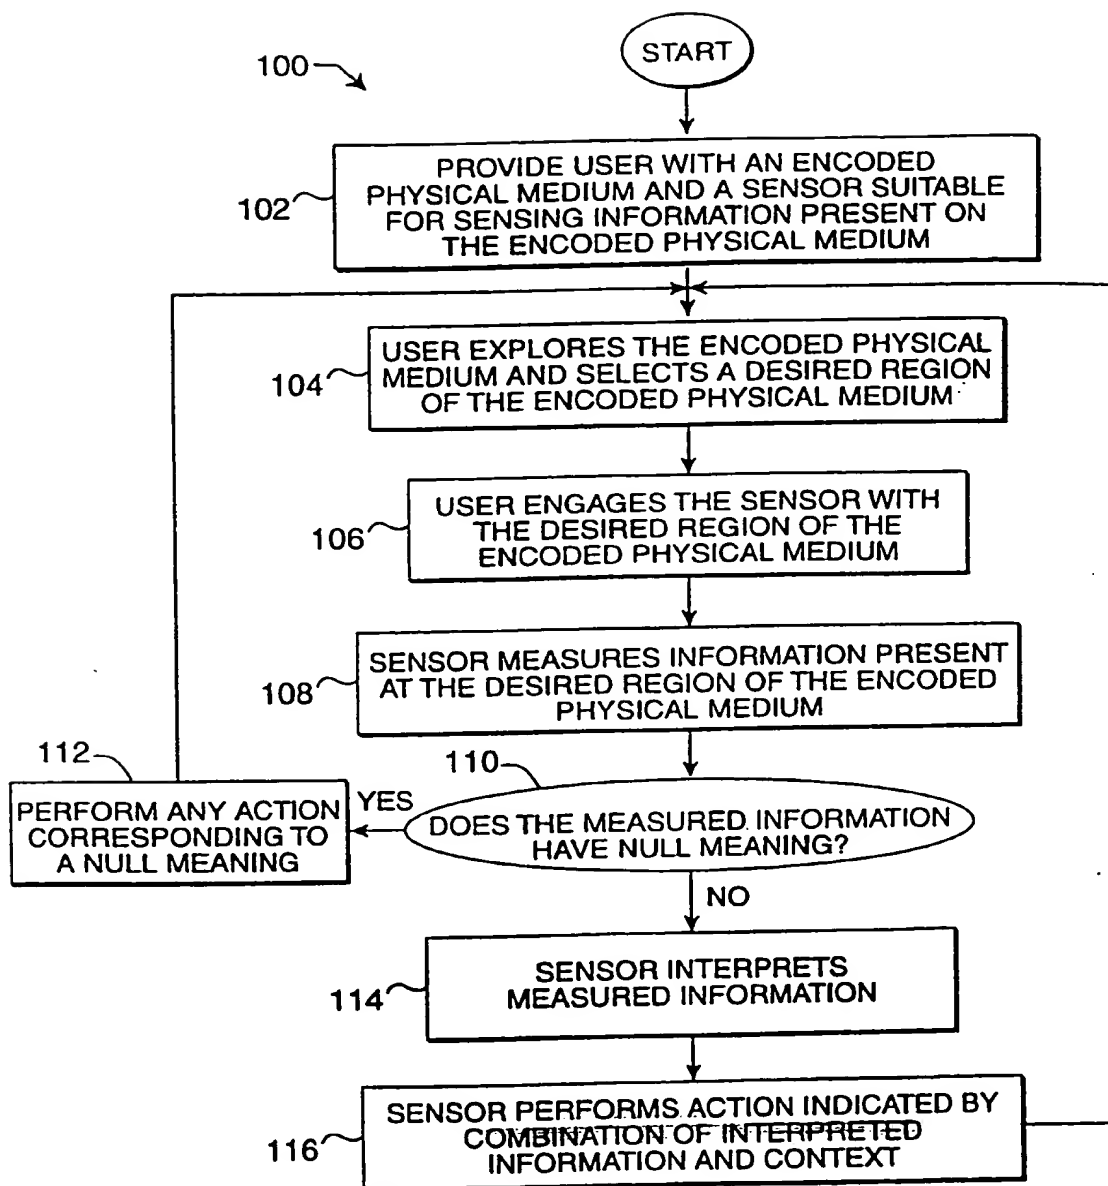 START
100
PROVIDE USER WITH AN ENCODED
PHYSICAL MEDIUM AND A SENSOR SUITABLE
FOR SENSING INFORMATION PRESENT ON
THE ENCODED PHYSICAL MEDIUM
102
USER EXPLORES THE ENCODED PHYSICAL
MEDIUM AND SELECTS A DESIRED REGION
OF THE ENCODED PHYSICAL MEDIUM
104
USER ENGAGES THE SENSOR WITH
THE DESIRED REGION OF THE
ENCODED PHYSICAL MEDIUM
106
SENSOR MEASURES INFORMATION PRESENT
AT THE DESIRED REGION OF THE ENCODED
PHYSICAL MEDIUM
108
112
110
PERFORM ANY ACTION
CORRESPONDING TO
A NULL MEANING
YES
DOES THE MEASURED INFORMATION
HAVE NULL MEANING?
NO
SENSOR INTERPRETS
MEASURED INFORMATION
114
SENSOR PERFORMS ACTION INDICATED BY
COMBINATION OF INTERPRETED
INFORMATION AND CONTEXT
116